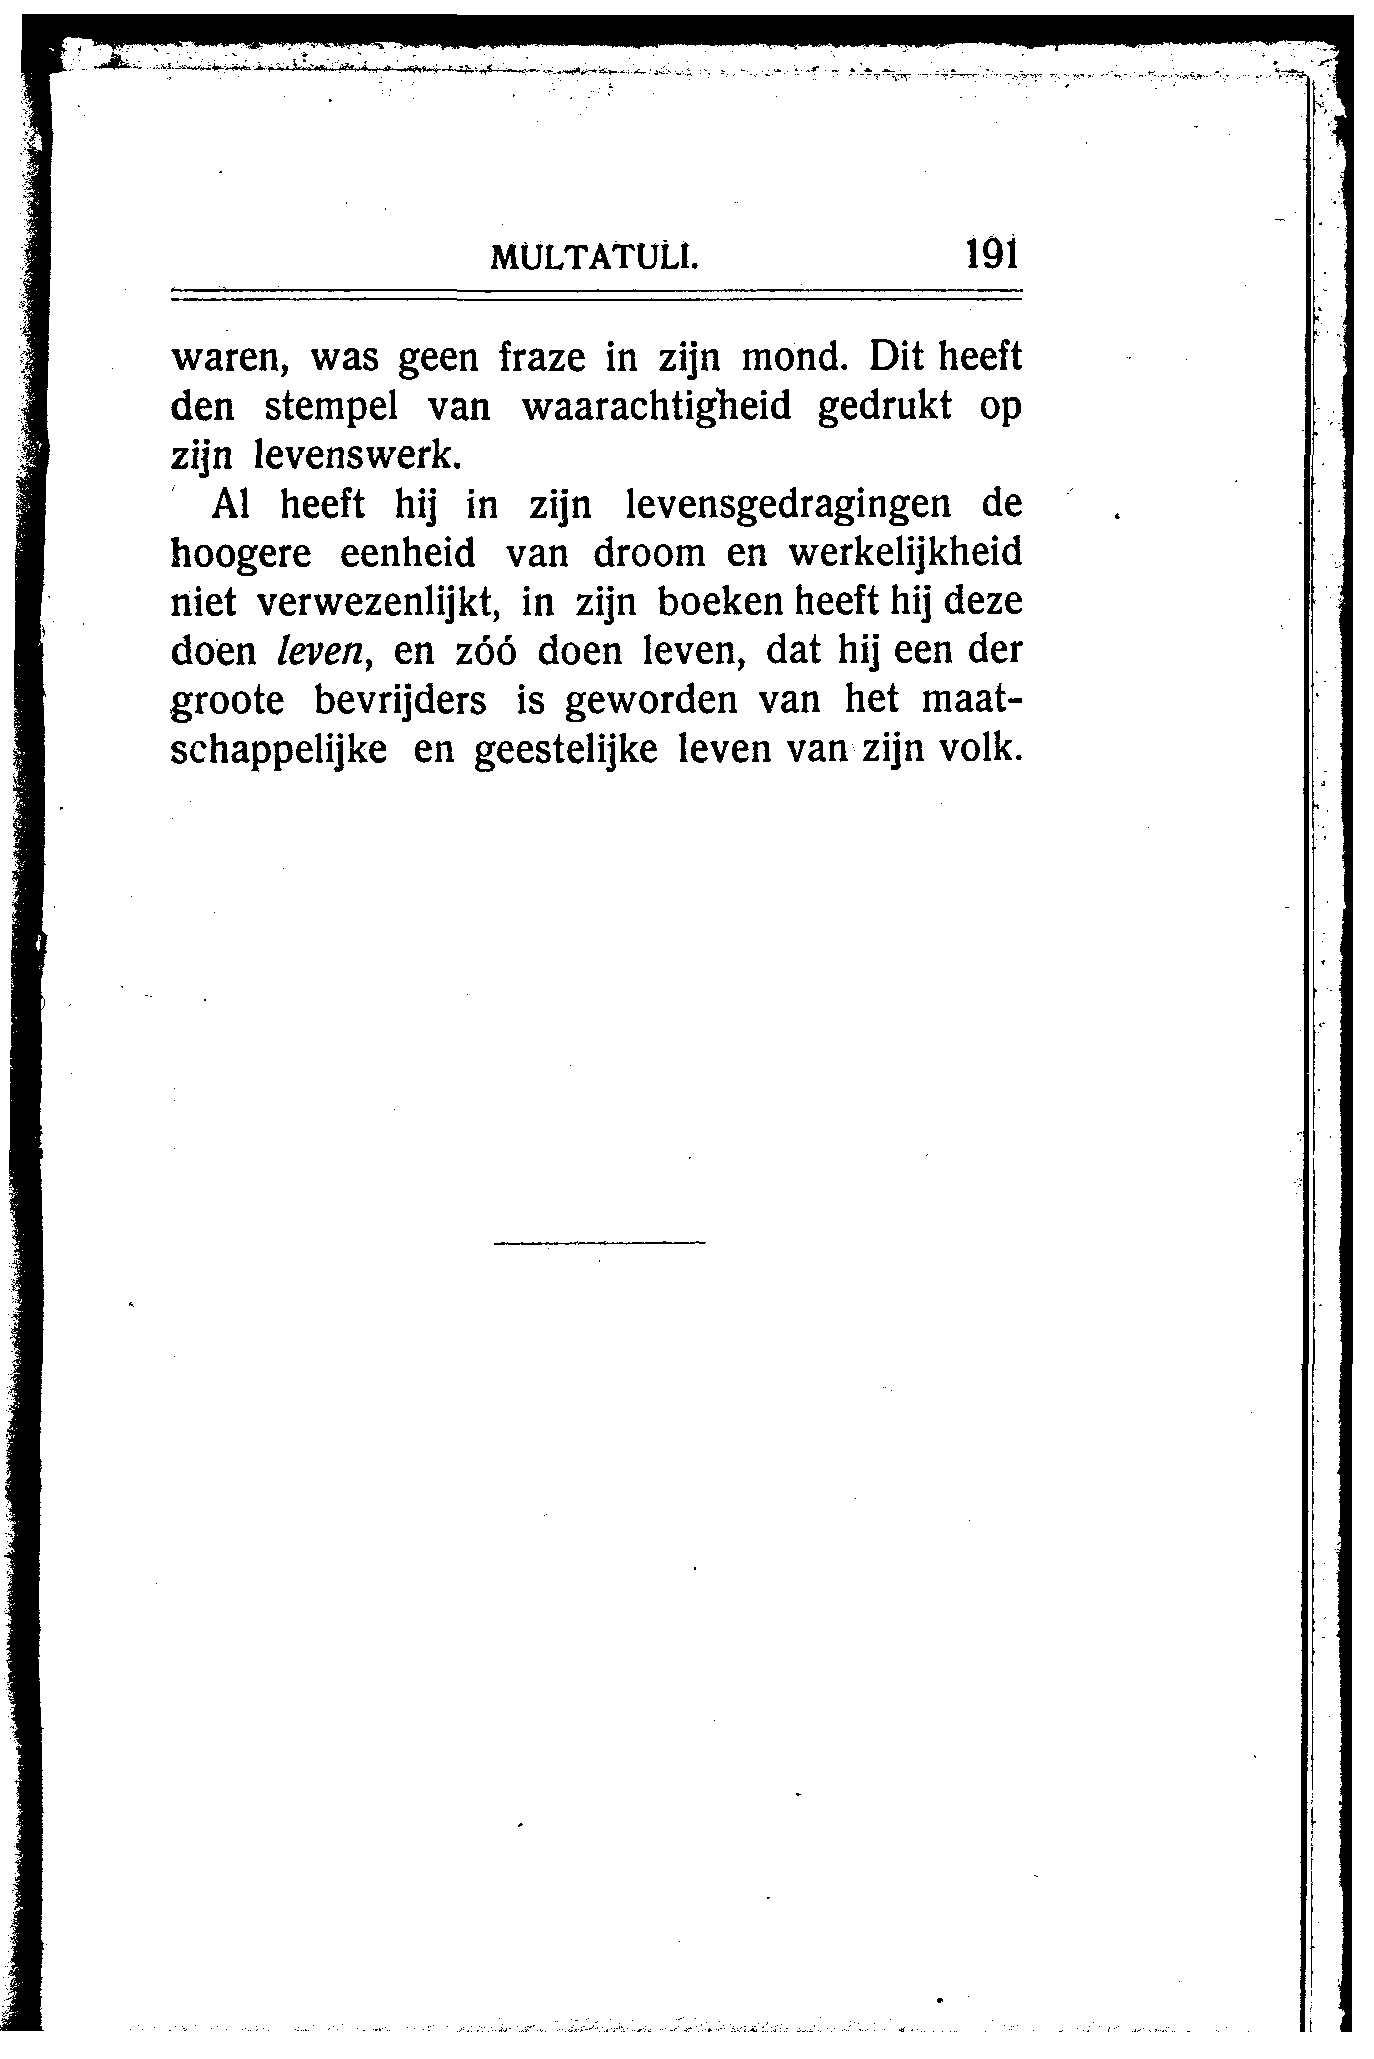 MULTATULI. 191
waren, was geen fraze in zijn mond. Dit heeft
den stempel van waarachtigheid gedrukt op
zijn levenswerk.
Al heeft hij in zijn levensgedragingen de
hoogere eenheid van droom en werkelijkheid
niet verwezenlijkt, in zijn boeken heeft hij deze
doen leven, en zóó doen leven, dat hij een der
groote bevrijders is geworden van het maat-
schappelijke en geestelijke leven van zijn volk.